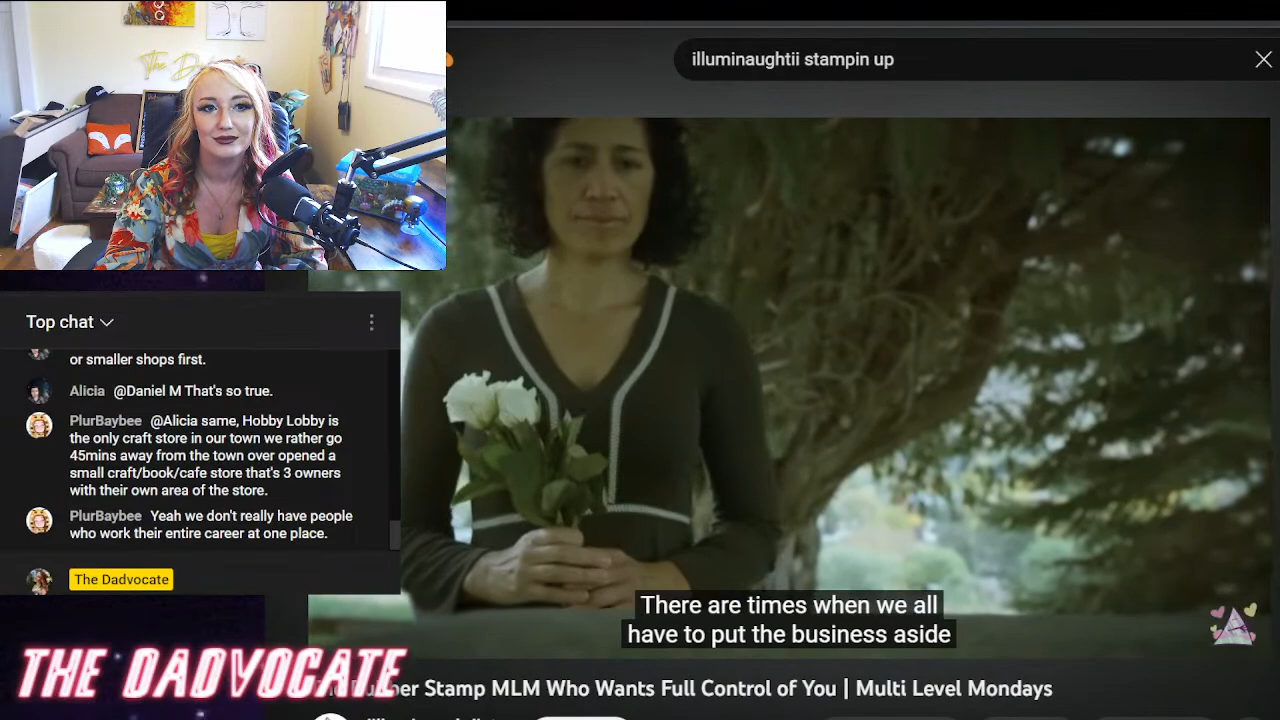 illuminaughtii stampin up
The D
Top chat
or smaller shops first.
Alicia @Daniel M That's so true.
PlurBaybee @Alicia same, Hobby Lobby is
the only craft store in our town we rather go
45mins away from the town over opened a
small craft/book/cafe store that's 3 owners
with their own area of the store.
PlurBaybee Yeah we don't really have people
who work their entire career at one place.
The Dadvocate
There are times when we all
have to put the business aside
THE DADVOCATE
Stamp MLM Who Wants Full Control of You | Multi Level Mondays